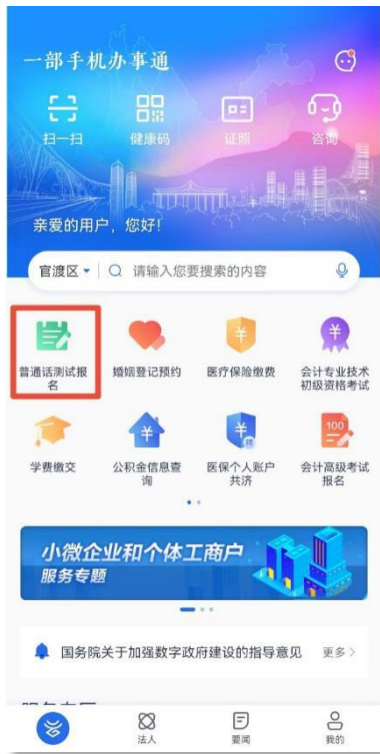 一部手机办事通
扫一扫
健康码
证照
咨询
亲爱的用户，您好！
官渡区
请输入您要搜索的内容
普通话测试报
名
婚姻登记预约
医疗保险缴费
会计专业技术
初级资格考试
学费缴交
公积金信息查
询
医保个人账户
共济
100
会计高级考试
报名
小微企业和个体工商户
服务专题
国务院关于加强数字政府建设的指导意见
更多
法人
要闻
我的